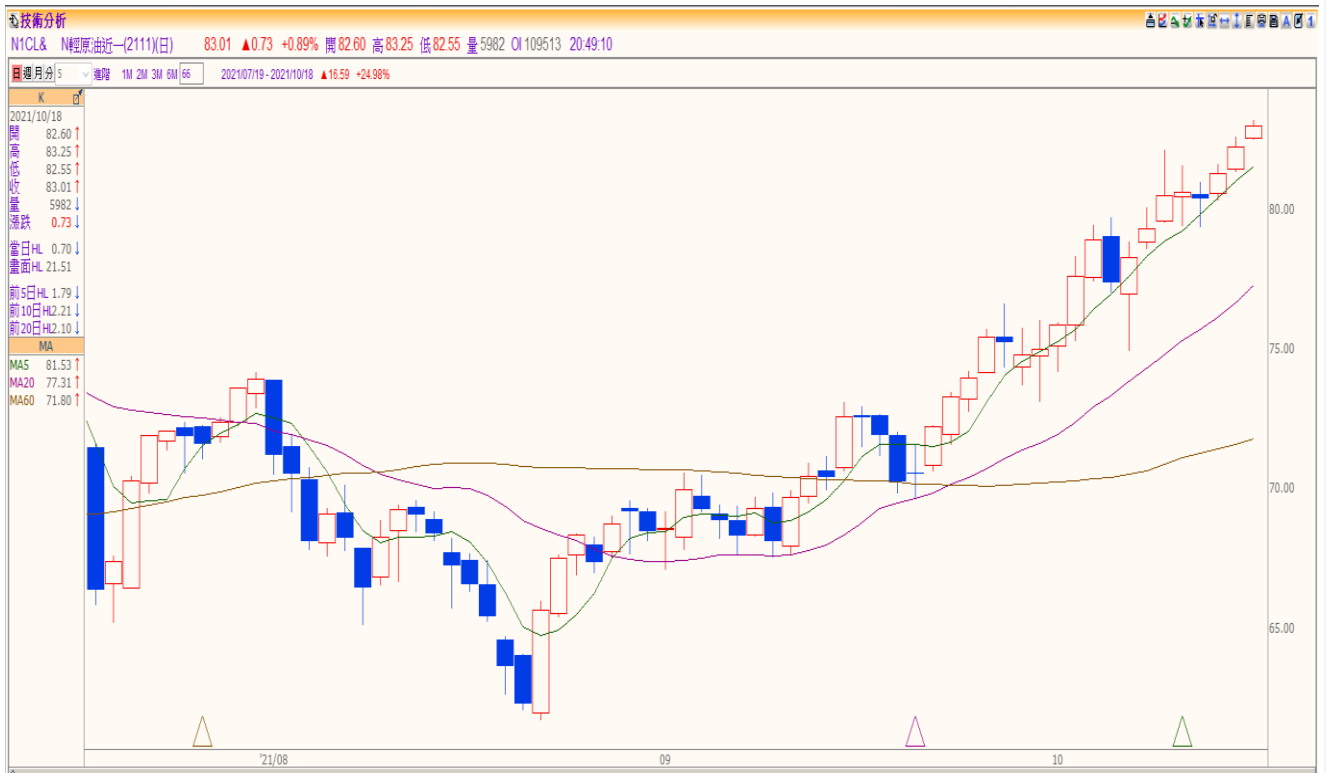 技術分析
N1CL& N輕原油近一(2111)(日) 83.01 ▲0.73 +0.89% 開 82.60 高 83.25 低 82.55 量 5982 OI 109513 20:49:10
日 週 月 分 5 進階 1M 2M 3M 6M 66 2021/07/19 - 2021/10/18 ▲16.59 +24.98%
K
2021/10/18
開 82.60↑
高 83.25↑
低 82.55↑
收 83.01↑
量 5982↓
漲跌 0.73↓
當日HL 0.70↓
畫面HL 21.51
前5日HL 1.79↓
前10日HL2.21↓
前20日HL2.10↓
MA
MA5 81.53↑
MA20 77.31↑
MA60 71.80↑
80.00
75.00
70.00
65.00
'21/08 09 10